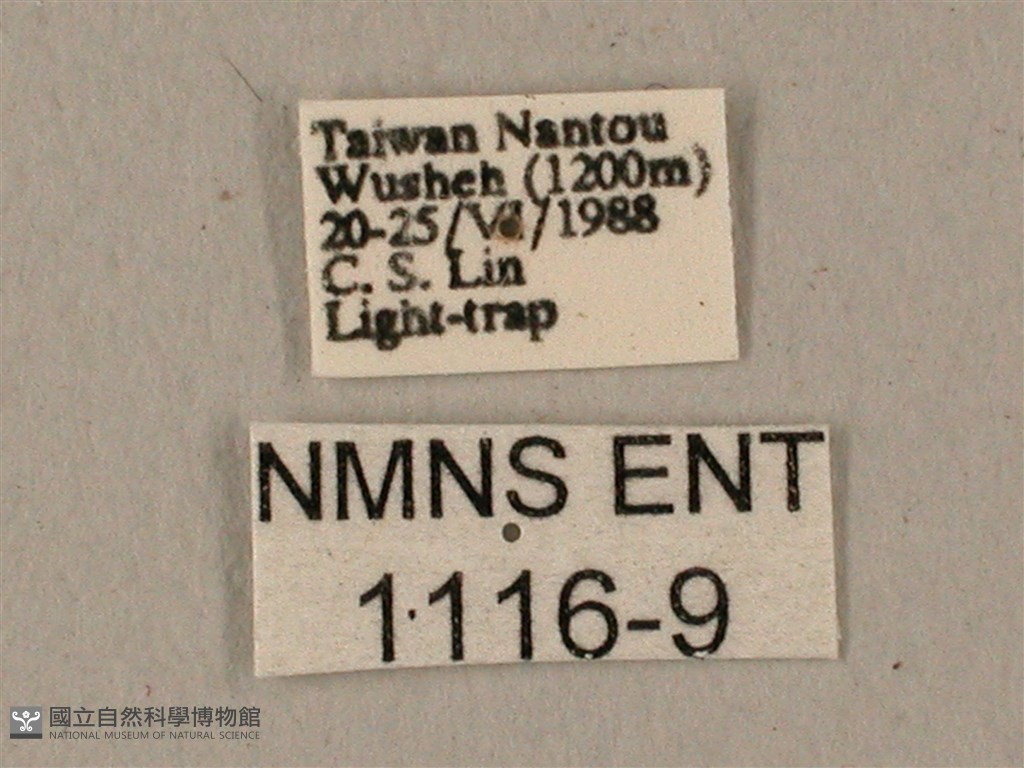 Taiwan Nantou
Wusheh (1200m)
20-25/VI/1988
C. S. Lin
Light-trap
NMNS ENT
1116-9
國立自然科學博物館
NATIONAL MUSEUM OF NATURAL SCIENCE